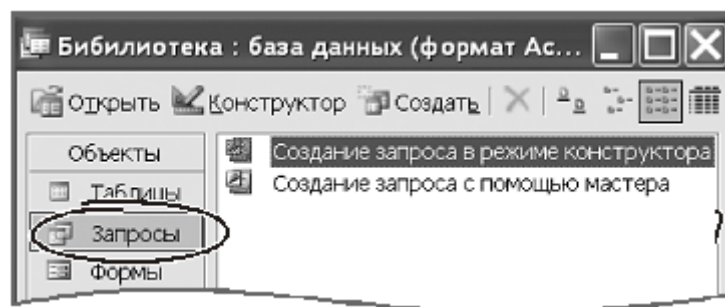 Бибилиотека : база данных (формат Ac...
Открыть Конструктор Создать
Объекты
Создание запроса в режиме конструктора
Таблицы
Создание запроса с помощью мастера
Запросы
Формы